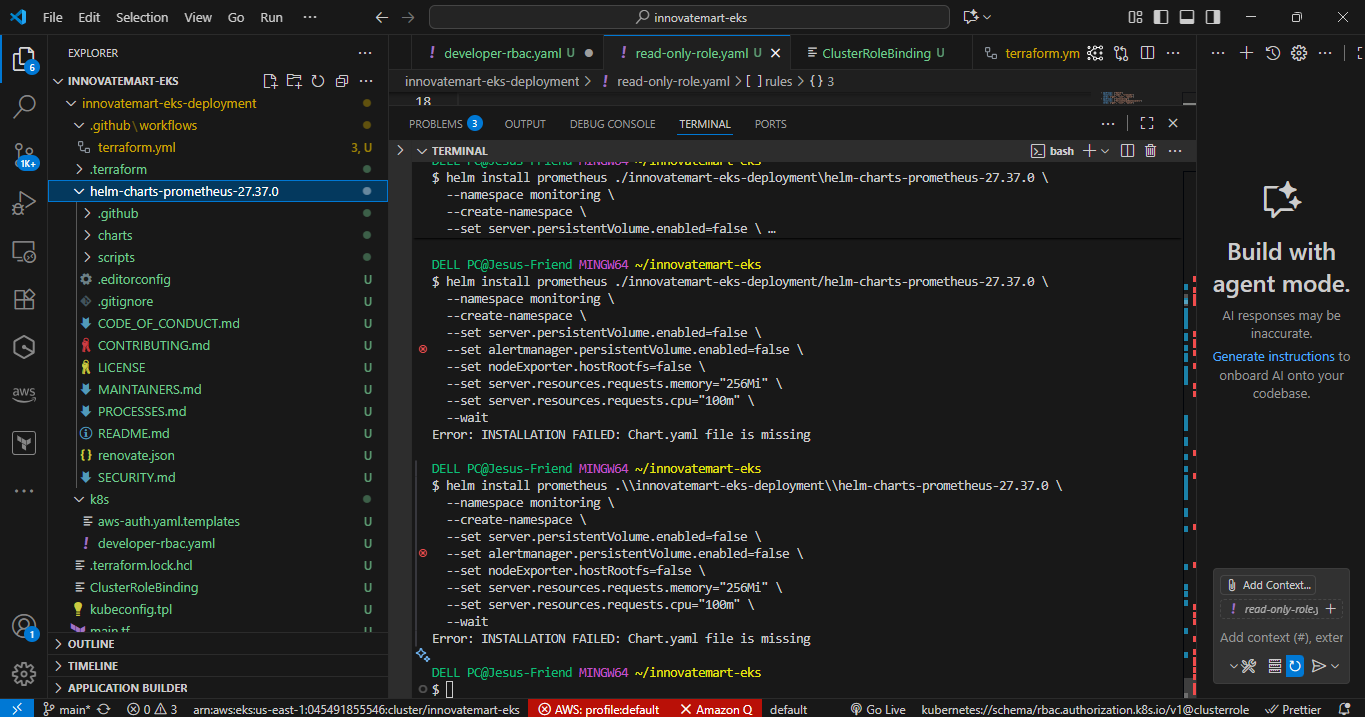 File Edit Selection View Go Run ···
innovatemart-eks
EXPLORER
6
INNOVATEMART-EKS
innovatemart-eks-deployment
.github\workflows
terraform.yml 3, U
.terraform
helm-charts-prometheus-27.37.0
.github
charts
scripts
.editorconfig U
.gitignore U
CODE_OF_CONDUCT.md U
CONTRIBUTING.md U
LICENSE U
MAINTAINERS.md U
PROCESSES.md U
README.md U
renovate.json U
SECURITY.md U
k8s
aws-auth.yaml.templates U
developer-rbac.yaml U
.terraform.lock.hcl U
ClusterRoleBinding U
kubeconfig.tpl U
main.tf U
OUTLINE
TIMELINE
APPLICATION BUILDER
1K+
aws
1
developer-rbac.yaml U
read-only-role.yaml U
ClusterRoleBinding U
terraform.ym
innovatemart-eks-deployment > ! read-only-role.yaml > [ ] rules > {} 3
18
PROBLEMS 3 OUTPUT DEBUG CONSOLE TERMINAL PORTS
TERMINAL
bash
DELL PC@Jesus-Friend MINGW64 ~/innovatemart-eks
$ helm install prometheus ./innovatemart-eks-deployment\helm-charts-prometheus-27.37.0 \
--namespace monitoring \
--create-namespace \
--set server.persistentVolume.enabled=false \ …
DELL PC@Jesus-Friend MINGW64 ~/innovatemart-eks
$ helm install prometheus ./innovatemart-eks-deployment/helm-charts-prometheus-27.37.0 \
--namespace monitoring \
--create-namespace \
--set server.persistentVolume.enabled=false \
--set alertmanager.persistentVolume.enabled=false \
--set nodeExporter.hostRootfs=false \
--set server.resources.requests.memory="256Mi" \
--set server.resources.requests.cpu="100m" \
--wait
Error: INSTALLATION FAILED: Chart.yaml file is missing
DELL PC@Jesus-Friend MINGW64 ~/innovatemart-eks
$ helm install prometheus .\\innovatemart-eks-deployment\\helm-charts-prometheus-27.37.0 \
--namespace monitoring \
--create-namespace \
--set server.persistentVolume.enabled=false \
--set alertmanager.persistentVolume.enabled=false \
--set nodeExporter.hostRootfs=false \
--set server.resources.requests.memory="256Mi" \
--set server.resources.requests.cpu="100m" \
--wait
Error: INSTALLATION FAILED: Chart.yaml file is missing
DELL PC@Jesus-Friend MINGW64 ~/innovatemart-eks
$
Build with
agent mode.
AI responses may be
inaccurate.
Generate instructions to
onboard AI onto your
codebase.
Add Context...
! read-only-role.y
Add context (#), exter
main* 0 3 arn:aws:eks:us-east-1:045491855546:cluster/innovatemart-eks AWS: profile:default Amazon Q default Go Live kubernetes://schema/rbac.authorization.k8s.io/v1@clusterrole Prettier